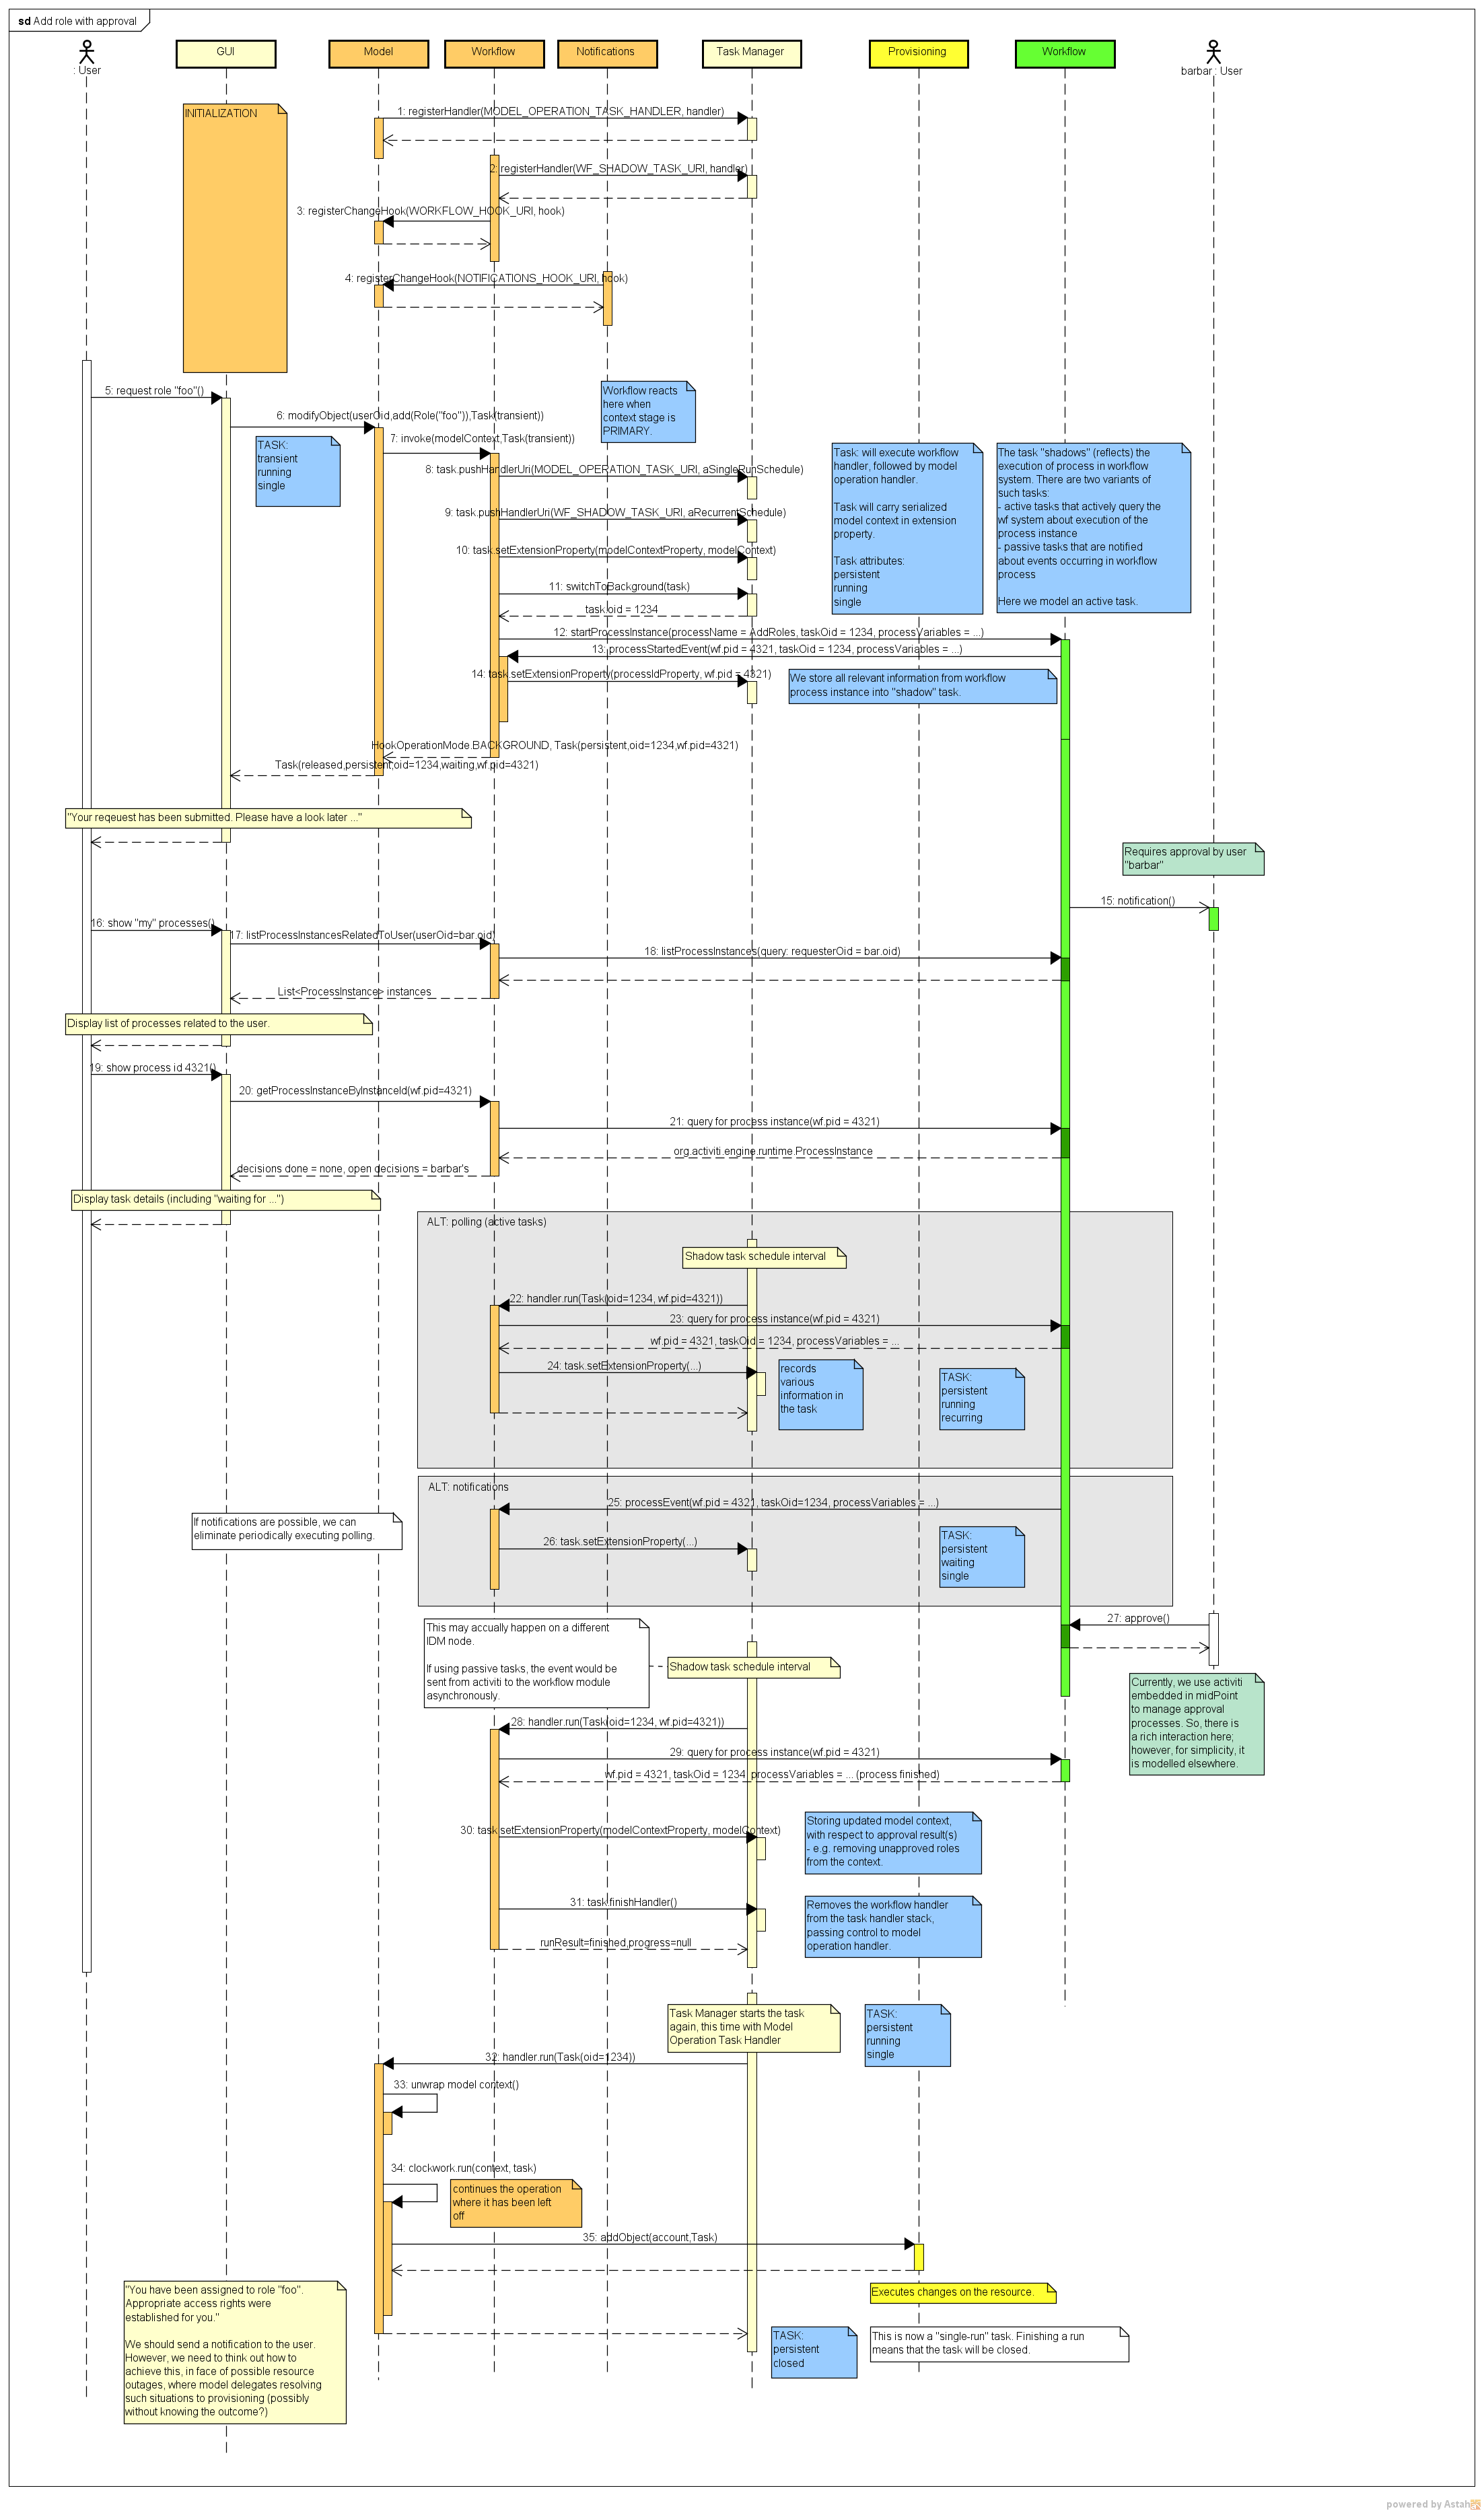 sd Add role with approval
: User
GUI
Model
Workflow
Notifications
Task Manager
Provisioning
Workflow
barbar : User
INITIALIZATION
1: registerHandler(MODEL_OPERATION_TASK_HANDLER, handler)
2: registerHandler(WF_SHADOW_TASK_URI, handler)
3: registerChangeHook(WORKFLOW_HOOK_URI, hook)
4: registerChangeHook(NOTIFICATIONS_HOOK_URI, hook)
5: request role "foo"()
Workflow reacts
here when
context stage is
PRIMARY.
6: modifyObject(userOid,add(Role("foo")),Task(transient))
TASK:
transient
running
single
7: invoke(modelContext,Task(transient))
8: task.pushHandlerUri(MODEL_OPERATION_TASK_URI, aSingleRunSchedule)
9: task.pushHandlerUri(WF_SHADOW_TASK_URI, aRecurrentSchedule)
10: task.setExtensionProperty(modelContextProperty, modelContext)
11: switchToBackground(task)
task.oid = 1234
Task: will execute workflow
handler, followed by model
operation handler.
Task will carry serialized
model context in extension
property.
Task attributes:
persistent
running
single
The task "shadows" (reflects) the
execution of process in workflow
system. There are two variants of
such tasks:
- active tasks that actively query the
wf system about execution of the
process instance
- passive tasks that are notified
about events occurring in workflow
process
Here we model an active task.
12: startProcessInstance(processName = AddRoles, taskOid = 1234, processVariables = ...)
13: processStartedEvent(wf.pid = 4321, taskOid = 1234, processVariables = ...)
14: task.setExtensionProperty(processIdProperty, wf.pid = 4321)
We store all relevant information from workflow
process instance into "shadow" task.
HookOperationMode.BACKGROUND, Task(persistent,oid=1234,wf.pid=4321)
Task(released,persistent,oid=1234,waiting,wf.pid=4321)
"Your reqeuest has been submitted. Please have a look later ..."
Requires approval by user
"barbar"
15: notification()
16: show "my" processes()
17: listProcessInstancesRelatedToUser(userOid=bar.oid)
18: listProcessInstances(query: requesterOid = bar.oid)
List<ProcessInstance> instances
Display list of processes related to the user.
19: show process id 4321()
20: getProcessInstanceByInstanceId(wf.pid=4321)
21: query for process instance(wf.pid = 4321)
org.activiti.engine.runtime.ProcessInstance
decisions done = none, open decisions = barbar's
Display task details (including "waiting for ...")
ALT: polling (active tasks)
Shadow task schedule interval
22: handler.run(Task(oid=1234, wf.pid=4321))
23: query for process instance(wf.pid = 4321)
wf.pid = 4321, taskOid = 1234, processVariables = ...
24: task.setExtensionProperty(...)
records
various
information in
the task
TASK:
persistent
running
recurring
ALT: notifications
25: processEvent(wf.pid = 4321, taskOid=1234, processVariables = ...)
If notifications are possible, we can
eliminate periodically executing polling.
26: task.setExtensionProperty(...)
TASK:
persistent
waiting
single
27: approve()
This may accually happen on a different
IDM node.
If using passive tasks, the event would be
sent from activiti to the workflow module
asynchronously.
Shadow task schedule interval
Currently, we use activiti
embedded in midPoint
to manage approval
processes. So, there is
a rich interaction here;
however, for simplicity, it
is modelled elsewhere.
28: handler.run(Task(oid=1234, wf.pid=4321))
29: query for process instance(wf.pid = 4321)
wf.pid = 4321, taskOid = 1234, processVariables = ... (process finished)
30: task.setExtensionProperty(modelContextProperty, modelContext)
Storing updated model context,
with respect to approval result(s)
- e.g. removing unapproved roles
from the context.
31: task.finishHandler()
Removes the workflow handler
from the task handler stack,
passing control to model
operation handler.
runResult=finished,progress=null
Task Manager starts the task
again, this time with Model
Operation Task Handler
TASK:
persistent
running
single
32: handler.run(Task(oid=1234))
33: unwrap model context()
34: clockwork.run(context, task)
continues the operation
where it has been left
off
35: addObject(account,Task)
Executes changes on the resource.
"You have been assigned to role "foo".
Appropriate access rights were
established for you."
We should send a notification to the user.
However, we need to think out how to
achieve this, in face of possible resource
outages, where model delegates resolving
such situations to provisioning (possibly
without knowing the outcome?)
TASK:
persistent
closed
This is now a "single-run" task. Finishing a run
means that the task will be closed.
powered by Astah